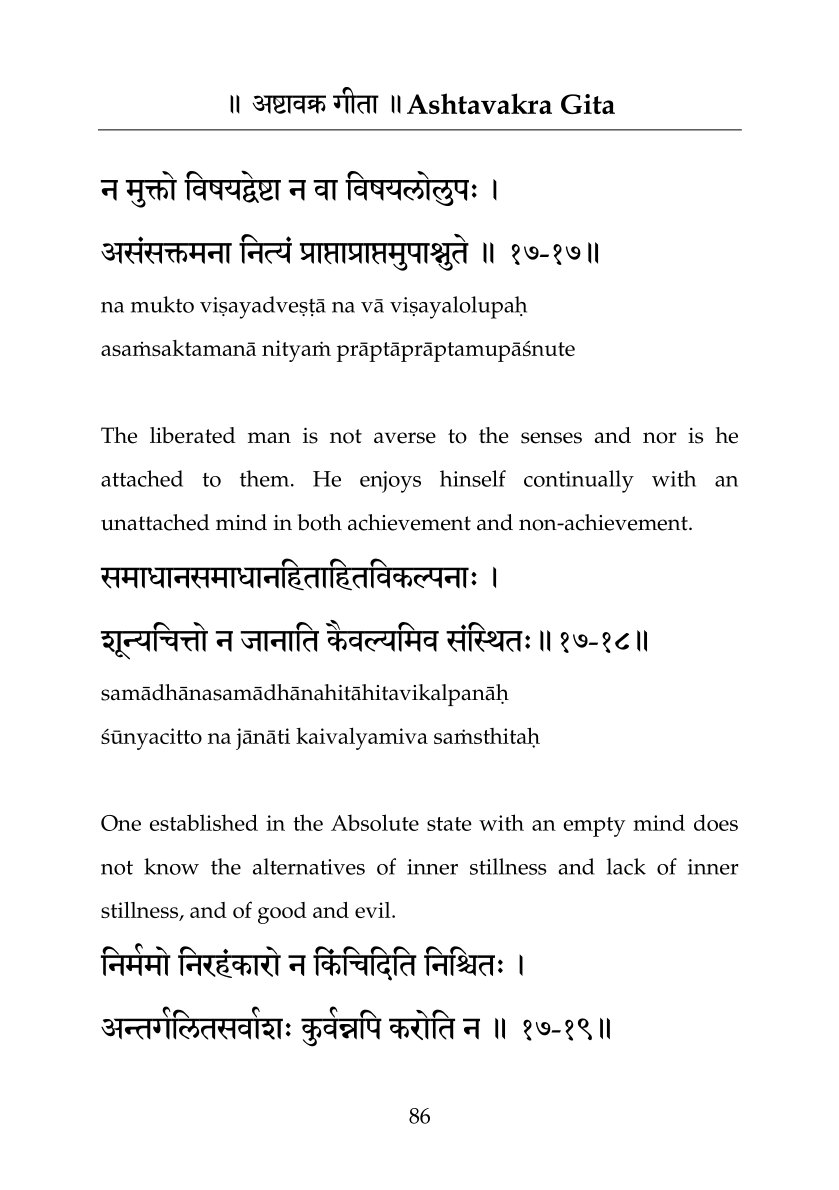 ॥ अष्टावक्र गीता ॥ Ashtavakra Gita
न मुक्तो विषयद्वेष्टा न वा विषयलोलुपः ।
असंसक्तमना नित्यं प्राप्ताप्राप्तमुपाश्नुते ॥ १७-१७॥
na mukto viṣayadveṣṭā na vā viṣayalolupaḥ
asaṁsaktamanā nityaṁ prāptāprāptamupāśnute
The liberated man is not averse to the senses and nor is he
attached to them. He enjoys hinself continually with an
unattached mind in both achievement and non-achievement.
समाधानसमाधानहिताहितविकल्पनाः ।
शून्यचित्तो न जानाति कैवल्यमिव संस्थितः॥ १७-१८॥
samādhānasamādhānahitāhitavikalpanāḥ
śūnyacitto na jānāti kaivalyamiva saṁsthitaḥ
One established in the Absolute state with an empty mind does
not know the alternatives of inner stillness and lack of inner
stillness, and of good and evil.
निर्ममो निरहंकारो न किंचिदिति निश्चितः ।
अन्तर्गलितसर्वाशः कुर्वन्नपि करोति न ॥ १७-१९॥
86